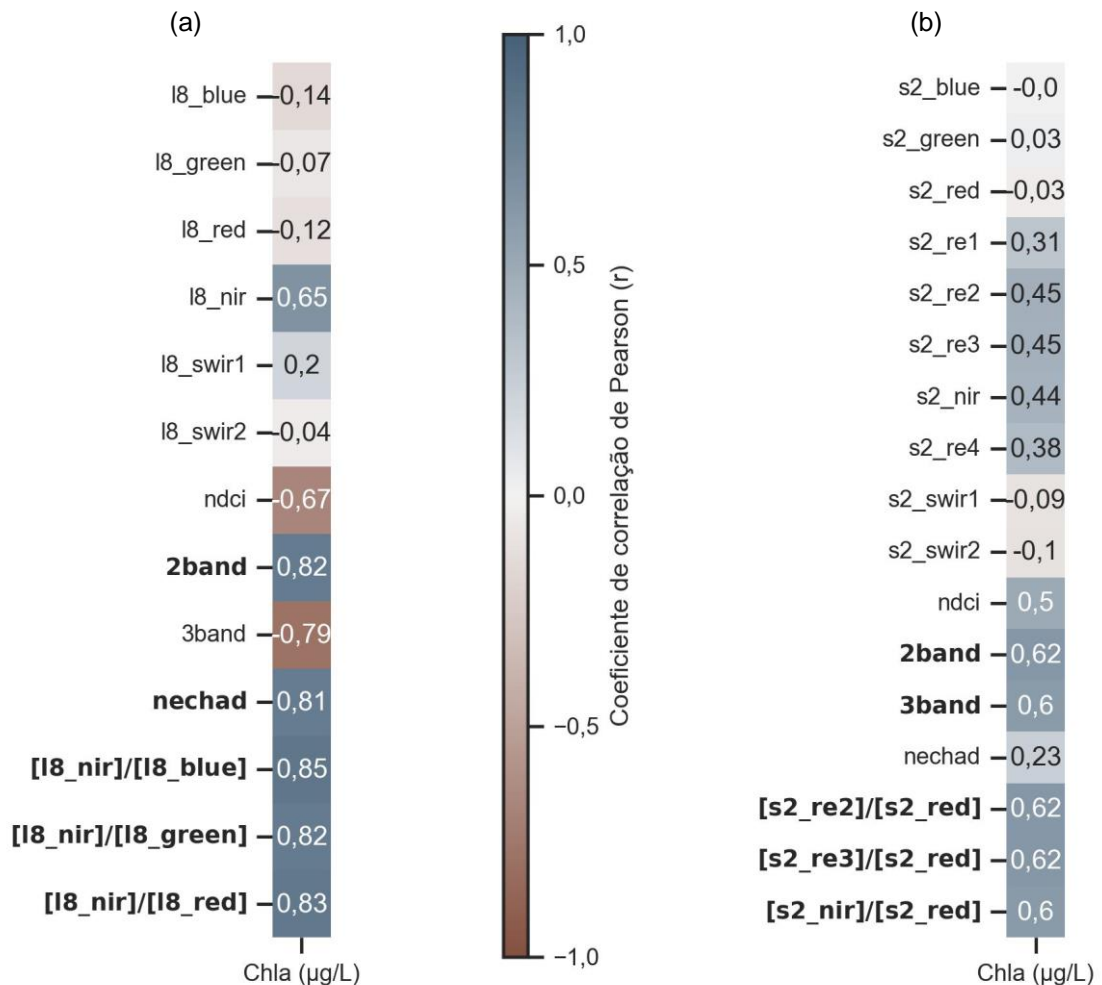 (a)
l8_blue -0,14
l8_green -0,07
l8_red -0,12
l8_nir 0,65
l8_swir1 0,2
l8_swir2 -0,04
ndci -0,67
2band 0,82
3band -0,79
nechad 0,81
[l8_nir]/[l8_blue] 0,85
[l8_nir]/[l8_green] 0,82
[l8_nir]/[l8_red] 0,83
Chla (µg/L)
1,0
0,5
0,0
−0,5
−1,0
Coeficiente de correlação de Pearson (r)
(b)
s2_blue -0,0
s2_green 0,03
s2_red -0,03
s2_re1 0,31
s2_re2 0,45
s2_re3 0,45
s2_nir 0,44
s2_re4 0,38
s2_swir1 -0,09
s2_swir2 -0,1
ndci 0,5
2band 0,62
3band 0,6
nechad 0,23
[s2_re2]/[s2_red] 0,62
[s2_re3]/[s2_red] 0,62
[s2_nir]/[s2_red] 0,6
Chla (µg/L)